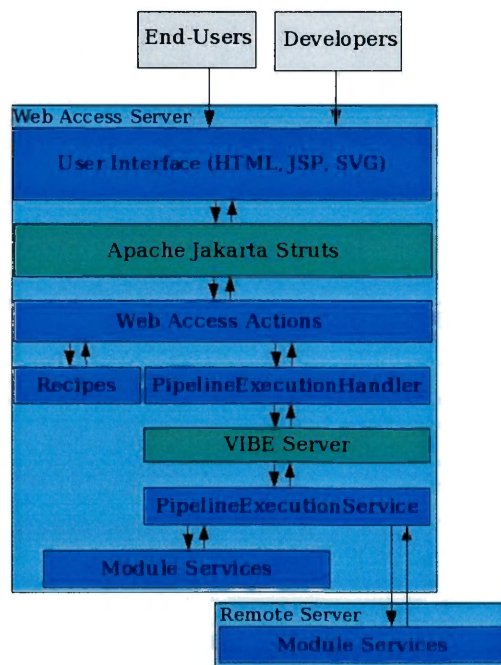 End-Users
Developers
Web Access Server
User Interface (HTML, JSP, SVG)
Apache Jakarta Struts
Web Access Actions
Recipes
PipelineExecutionHandler
VIBE Server
PipelineExecutionService
Module Services
Remote Server
Module Services